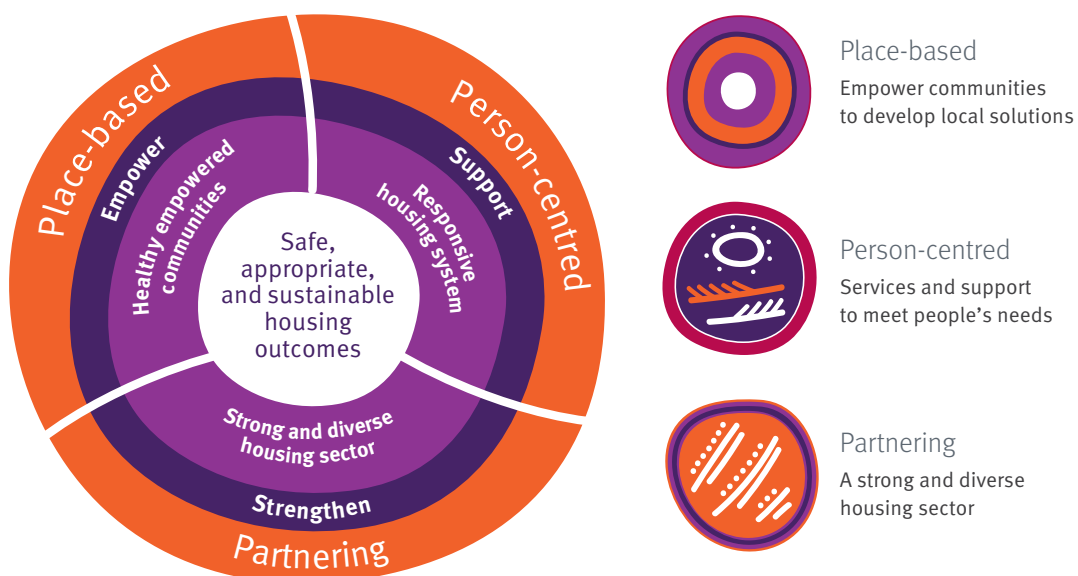 Place-based
Empower
Healthy empowered
communities
Person-centred
Support
Responsive
housing system
Safe,
appropriate,
and sustainable
housing
outcomes
Strong and diverse
housing sector
Strengthen
Partnering
Place-based
Empower communities
to develop local solutions
Person-centred
Services and support
to meet people’s needs
Partnering
A strong and diverse
housing sector